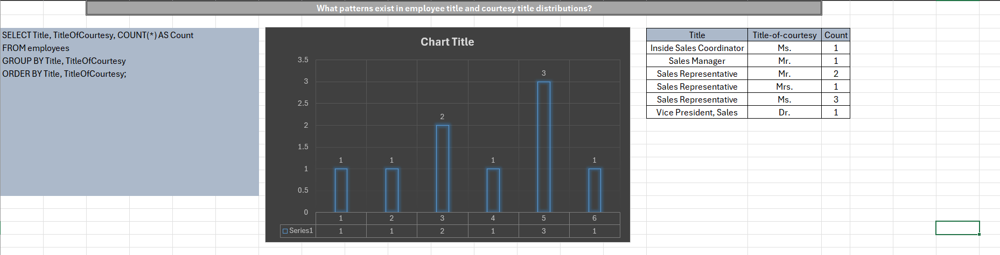 What patterns exist in employee title and courtesy title distributions?
SELECT Title, TitleOfCourtesy, COUNT(*) AS Count
FROM employees
GROUP BY Title, TitleOfCourtesy
ORDER BY Title, TitleOfCourtesy;
Chart Title
3.5
3
2.5
2
1.5
1
0.5
0
1 1 2 1 3 1
1 2 3 4 5 6
Series1 1 1 2 1 3 1
Title Title-of-courtesy Count
Inside Sales Coordinator Ms. 1
Sales Manager Mr. 1
Sales Representative Mr. 2
Sales Representative Mrs. 1
Sales Representative Ms. 3
Vice President, Sales Dr. 1